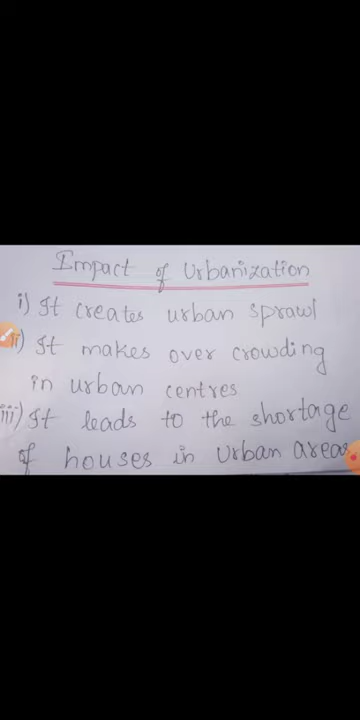 Impact of Urbanization
i) It creates urban sprawl
ii) It makes over crowding
in urban centres
iii) It leads to the shortage
of houses in urban areas